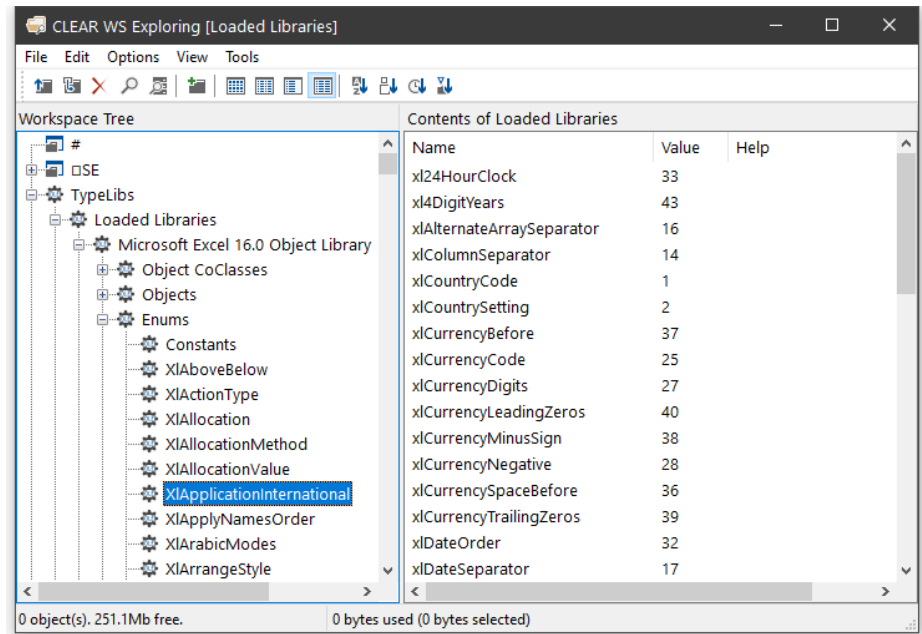 CLEAR WS Exploring [Loaded Libraries]
File Edit Options View Tools
Workspace Tree
#
⎕SE
TypeLibs
Loaded Libraries
Microsoft Excel 16.0 Object Library
Object CoClasses
Objects
Enums
Constants
XlAboveBelow
XlActionType
XlAllocation
XlAllocationMethod
XlAllocationValue
XlApplicationInternational
XlApplyNamesOrder
XlArabicModes
XlArrangeStyle
Contents of Loaded Libraries
Name Value Help
xl24HourClock 33
xl4DigitYears 43
xlAlternateArraySeparator 16
xlColumnSeparator 14
xlCountryCode 1
xlCountrySetting 2
xlCurrencyBefore 37
xlCurrencyCode 25
xlCurrencyDigits 27
xlCurrencyLeadingZeros 40
xlCurrencyMinusSign 38
xlCurrencyNegative 28
xlCurrencySpaceBefore 36
xlCurrencyTrailingZeros 39
xlDateOrder 32
xlDateSeparator 17
0 object(s). 251.1Mb free. 0 bytes used (0 bytes selected)